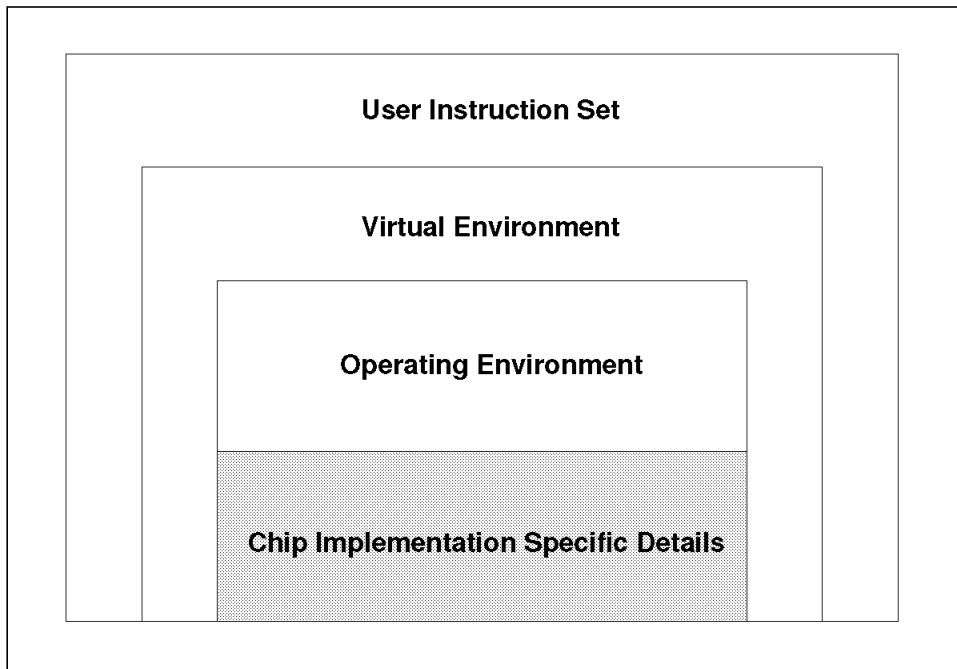 User Instruction Set
Virtual Environment
Operating Environment
Chip Implementation Specific Details